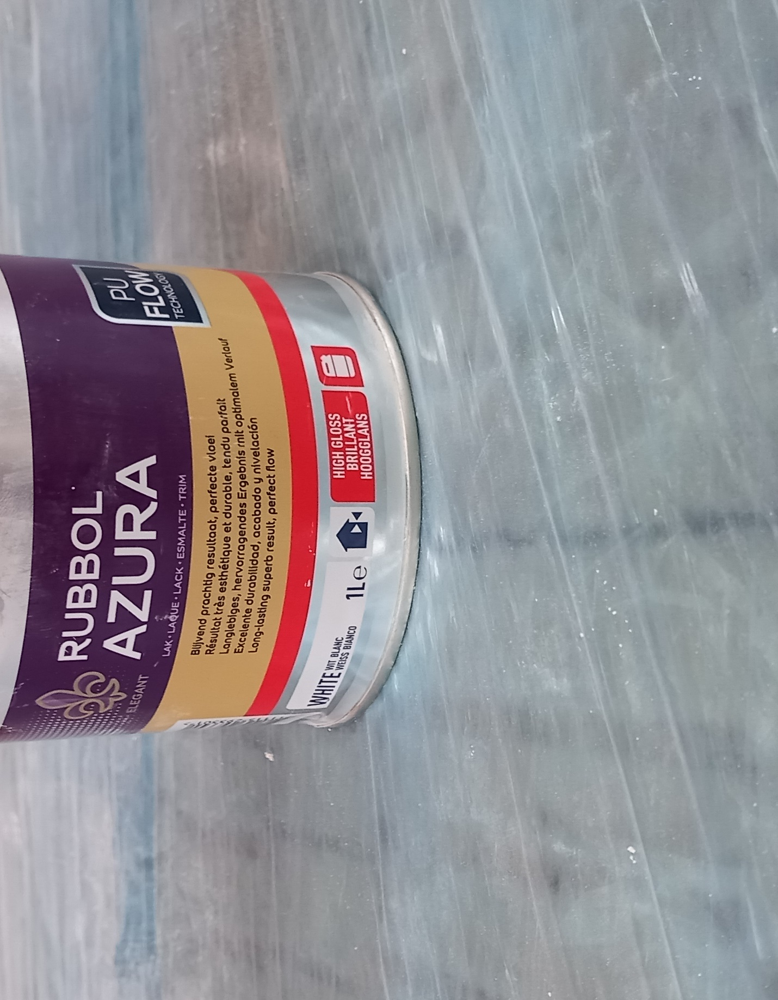 RUBBOL
AZURA
ELEGANT
LAK • LAQUE • LACK • ESMALTE • TRIM
PU
FLOW
TECHNOLOGY
Blijvend prachtig resultaat, perfecte vloei
Résultat très esthétique et durable, tendu parfait
Langlebiges, hervorragendes Ergebnis mit optimalem Verlauf
Excelente durabilidad, acabado y nivelación
Long-lasting superb result, perfect flow
WHITE WIT BLANC
WEISS BIANCO
1L e
HIGH GLOSS
BRILLANT
HOOGGLANS